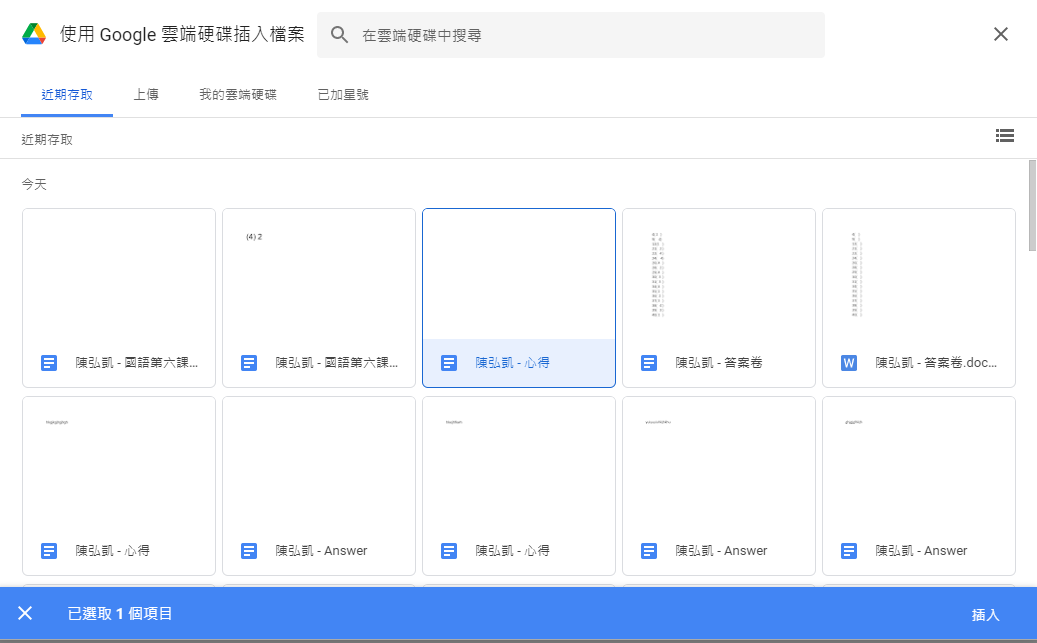 使用 Google 雲端硬碟插入檔案
在雲端硬碟中搜尋
近期存取
上傳
我的雲端硬碟
已加星號
近期存取
今天
(4) 2
陳弘凱 - 國語第六課...
陳弘凱 - 國語第六課...
陳弘凱 - 心得
陳弘凱 - 答案卷
W
陳弘凱 - 答案卷.doc...
陳弘凱 - 心得
陳弘凱 - Answer
陳弘凱 - 心得
陳弘凱 - Answer
陳弘凱 - Answer
已選取 1 個項目
插入